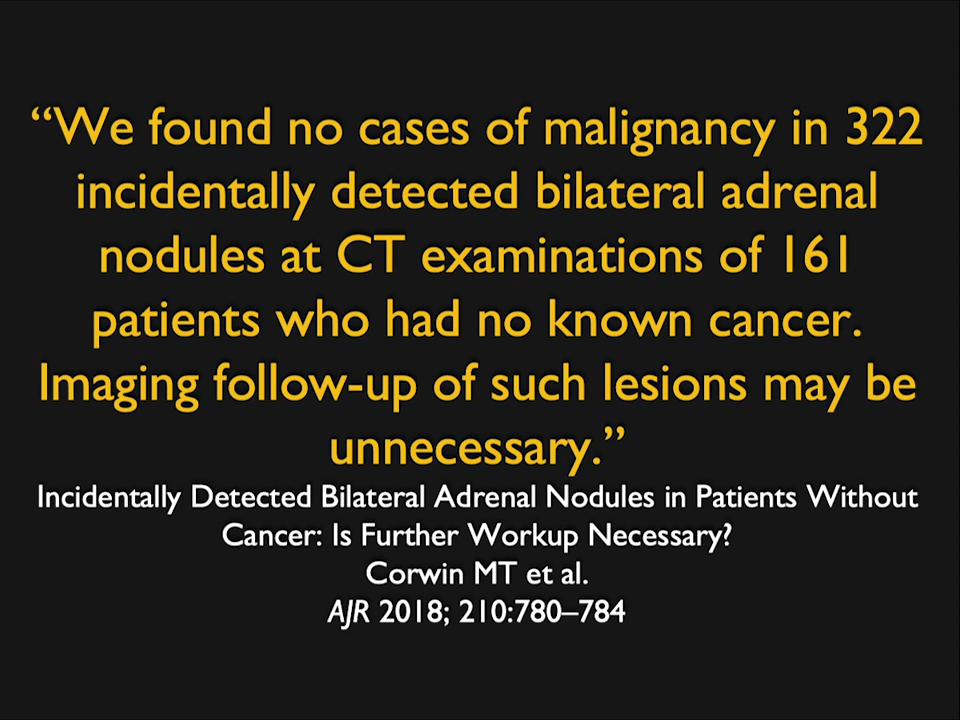 “We found no cases of malignancy in 322
incidentally detected bilateral adrenal
nodules at CT examinations of 161
patients who had no known cancer.
Imaging follow-up of such lesions may be
unnecessary.”
Incidentally Detected Bilateral Adrenal Nodules in Patients Without
Cancer: Is Further Workup Necessary?
Corwin MT et al.
AJR 2018; 210:780–784